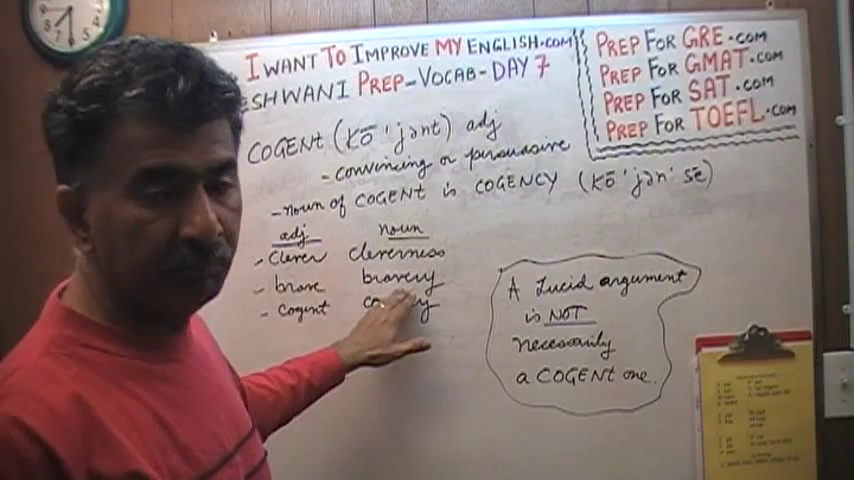 I WANT TO IMPROVE MY ENGLISH.COM
ESHWANI PREP-VOCAB-DAY 7
PREP FOR GRE.COM
PREP FOR GMAT.COM
PREP FOR SAT.COM
PREP FOR TOEFL.COM
COGENT (kō'jənt) adj
- convincing or persuasive
- noun of COGENT is COGENCY (kō'jən'sē)
adj noun
- Clever cleverness
- brave bravery
- Cogent
A Lucid argument
is NOT
necessarily
a COGENT one.